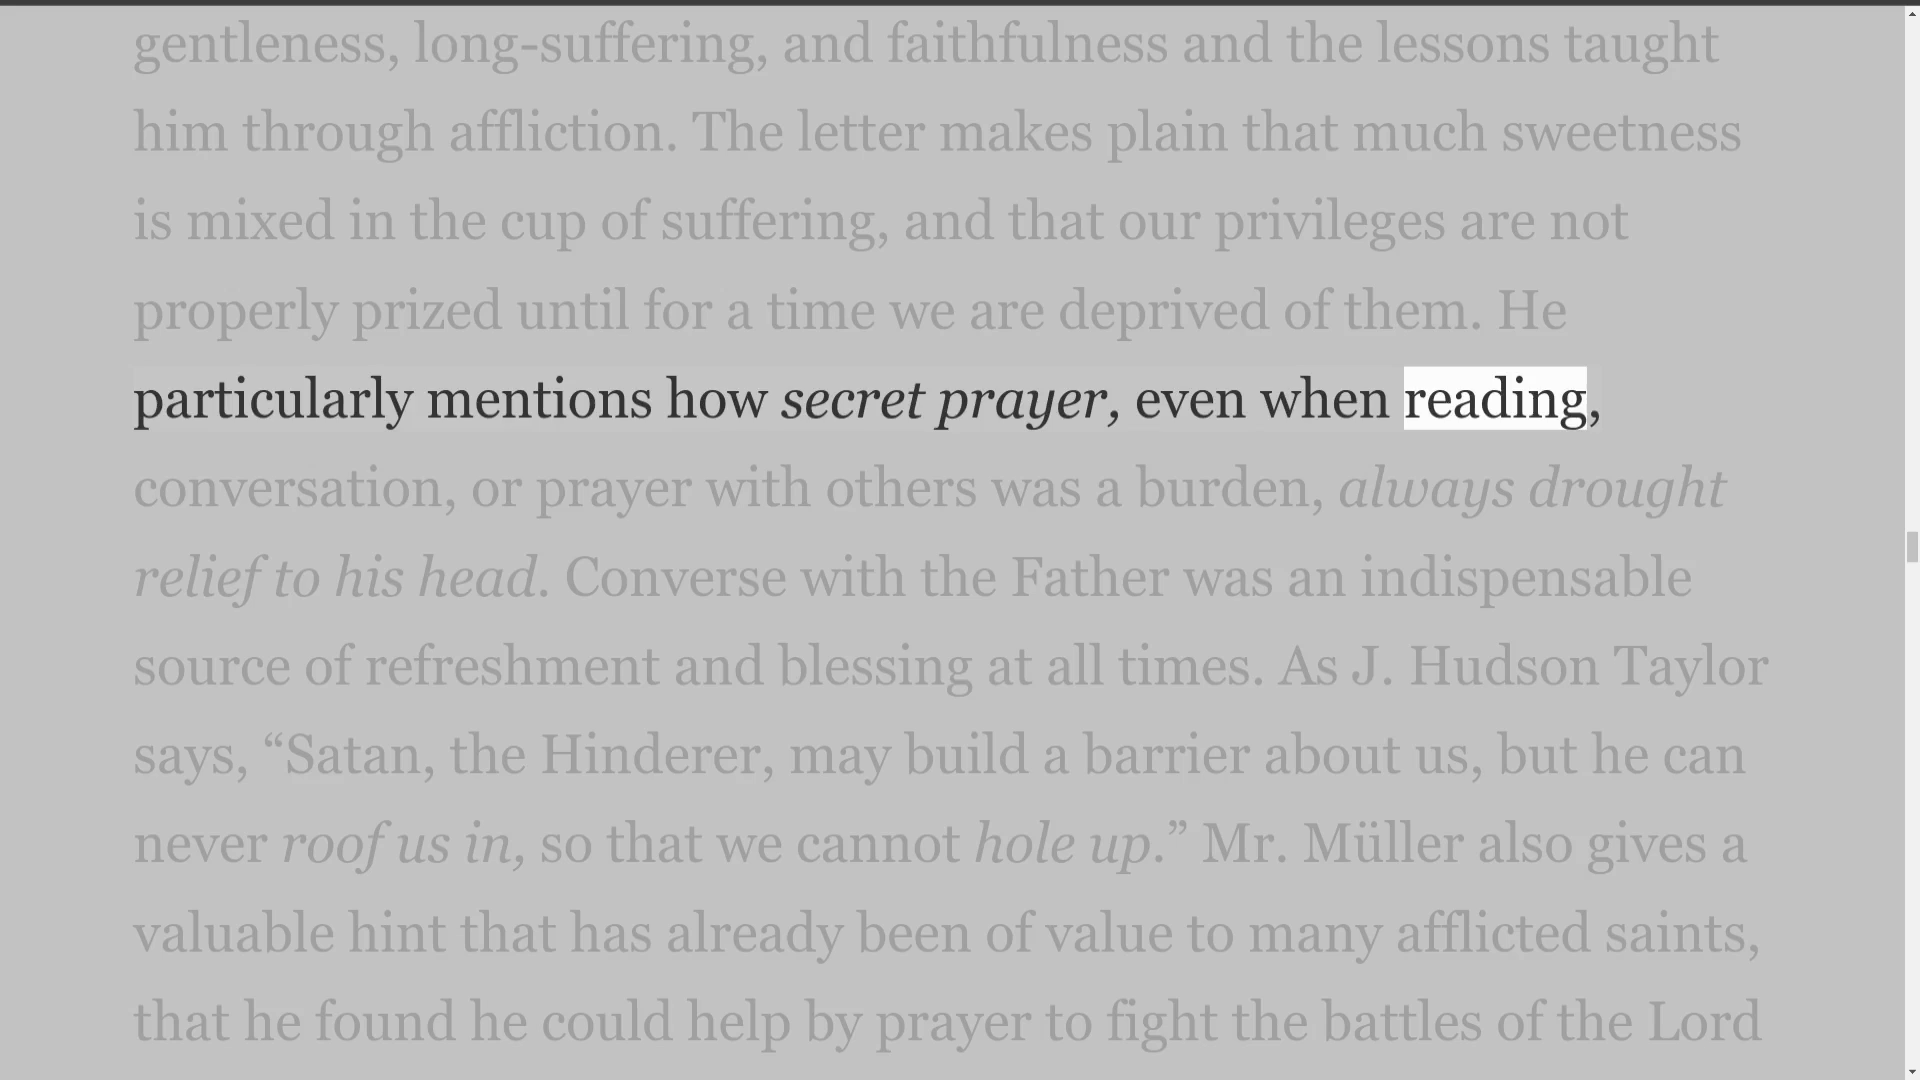 gentleness, long-suffering, and faithfulness and the lessons taught
him through affliction. The letter makes plain that much sweetness
is mixed in the cup of suffering, and that our privileges are not
properly prized until for a time we are deprived of them. He
particularly mentions how secret prayer, even when reading,
conversation, or prayer with others was a burden, always drought
relief to his head. Converse with the Father was an indispensable
source of refreshment and blessing at all times. As J. Hudson Taylor
says, “Satan, the Hinderer, may build a barrier about us, but he can
never roof us in, so that we cannot hole up.” Mr. Müller also gives a
valuable hint that has already been of value to many afflicted saints,
that he found he could help by prayer to fight the battles of the Lord